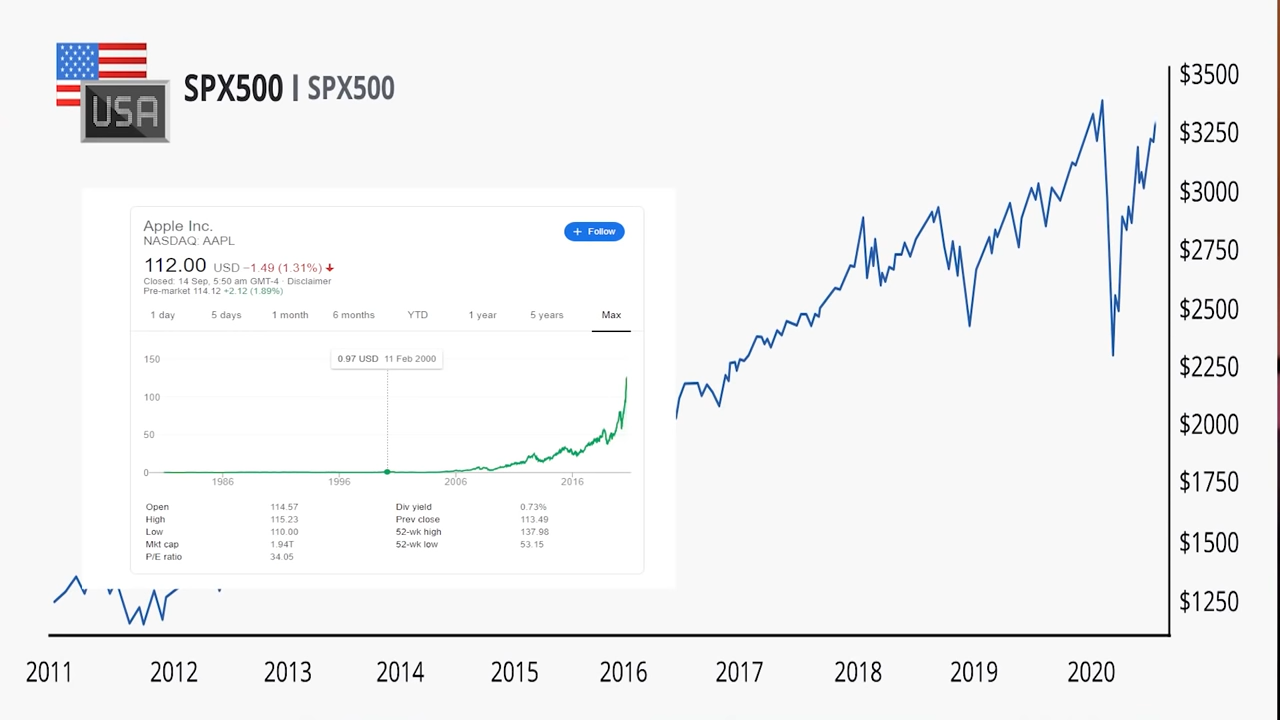 USA
SPX500 | SPX500
Apple Inc.
NASDAQ: AAPL
+ Follow
112.00 USD −1.49 (1.31%)
Closed: 14 Sep, 5:50 am GMT-4 · Disclaimer
Pre-market 114.12 +2.12 (1.89%)
1 day 5 days 1 month 6 months YTD 1 year 5 years Max
0.97 USD 11 Feb 2000
150
100
50
0
1986 1996 2006 2016
Open 114.57 Div yield 0.73%
High 115.23 Prev close 113.49
Low 110.00 52-wk high 137.98
Mkt cap 1.94T 52-wk low 53.15
P/E ratio 34.05
$3500
$3250
$3000
$2750
$2500
$2250
$2000
$1750
$1500
$1250
2011 2012 2013 2014 2015 2016 2017 2018 2019 2020